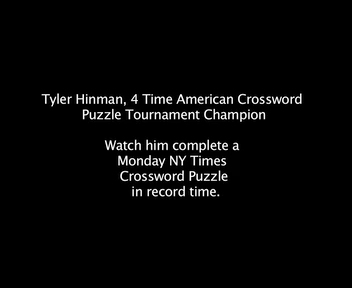 Tyler Hinman, 4 Time American Crossword
Puzzle Tournament Champion
Watch him complete a
Monday NY Times
Crossword Puzzle
in record time.